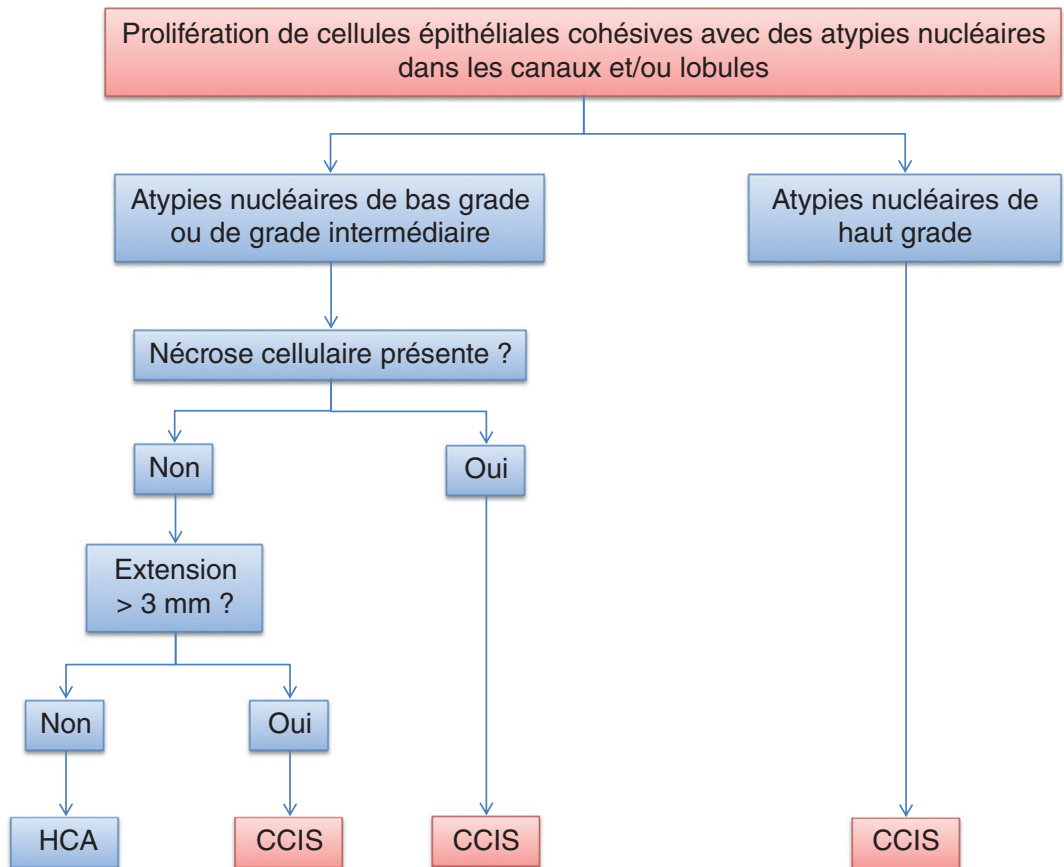 Prolifération de cellules épithéliales cohésives avec des atypies nucléaires
dans les canaux et/ou lobules
Atypies nucléaires de bas grade
ou de grade intermédiaire
Atypies nucléaires de
haut grade
Nécrose cellulaire présente ?
Non
Oui
Extension
> 3 mm ?
Non
Oui
HCA
CCIS
CCIS
CCIS